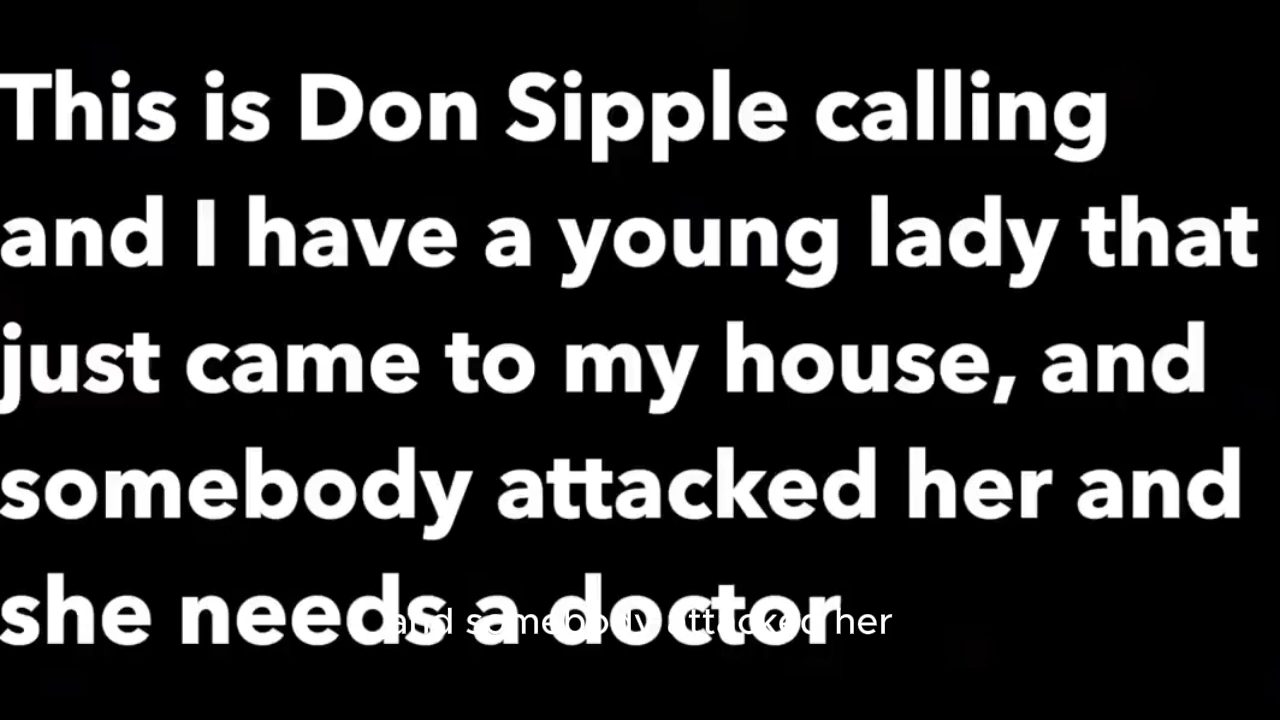 This is Don Sipple calling
and I have a young lady that
just came to my house, and
somebody attacked her and
she needs a doctor
and somebody attacked her